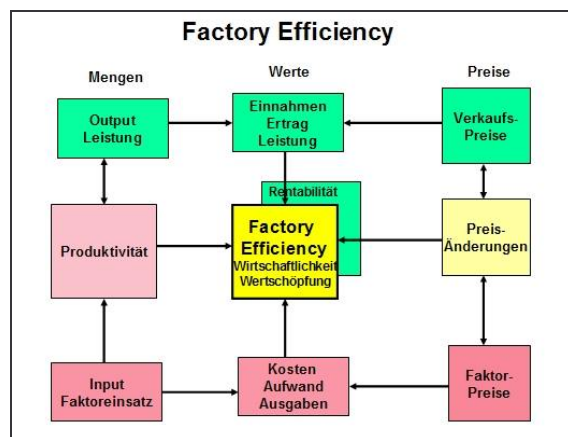 Factory Efficiency
Mengen
Werte
Preise
Output
Leistung
Einnahmen
Ertrag
Leistung
Verkaufs-
Preise
Rentabilität
Produktivität
Factory
Efficiency
Wirtschaftlichkeit
Wertschöpfung
Preis-
Änderungen
Input
Faktoreinsatz
Kosten
Aufwand
Ausgaben
Faktor-
Preise